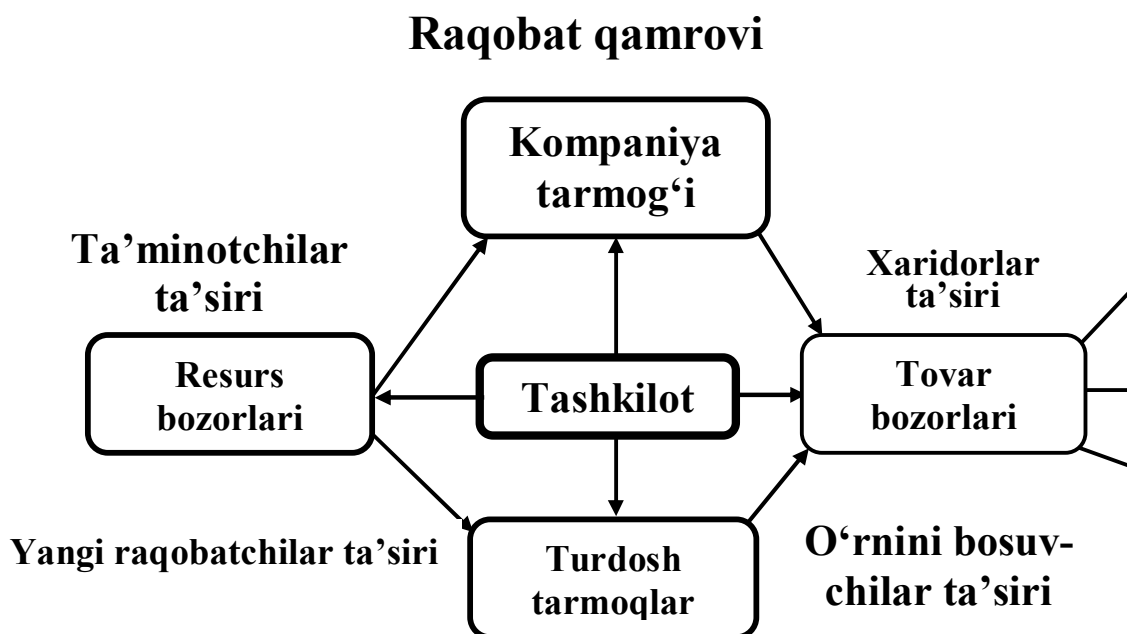 Raqobat qamrovi
Kompaniya
tarmog‘i
Ta’minotchilar
ta’siri
Xaridorlar
ta’siri
Resurs
bozorlari
Tashkilot
Tovar
bozorlari
Yangi raqobatchilar ta’siri
Turdosh
tarmoqlar
O‘rnini bosuv-
chilar ta’siri